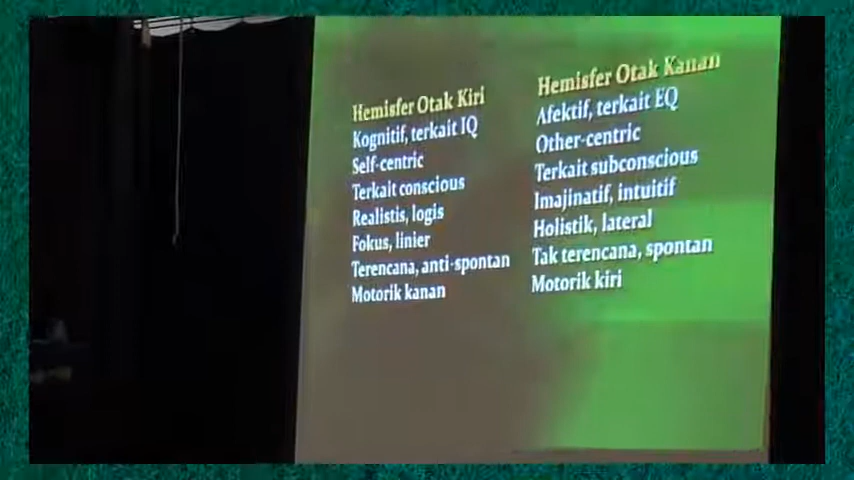 Hemisfer Otak Kiri
Kognitif, terkait IQ
Self-centric
Terkait conscious
Realistis, logis
Fokus, linier
Terencana, anti-spontan
Motorik kanan
Hemisfer Otak Kanan
Afektif, terkait EQ
Other-centric
Terkait subconscious
Imajinatif, intuitif
Holistik, lateral
Tak terencana, spontan
Motorik kiri